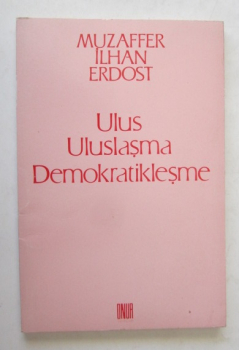 MUZAFFER
İLHAN
ERDOST
Ulus
Uluslaşma
Demokratikleşme
ONUR